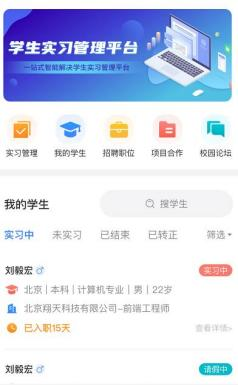 学生实习管理平台
一站式智能解决学生实习管理平台
实习管理 我的学生 招聘职位 项目合作 校园论坛
我的学生 搜学生
实习中 未实习 已结束 已转正 筛选
刘毅宏 实习中
北京 | 本科 | 计算机专业 | 男 | 22岁
北京翔天科技有限公司-前端工程师
已入职15天 查看详情>
刘毅宏 请假中